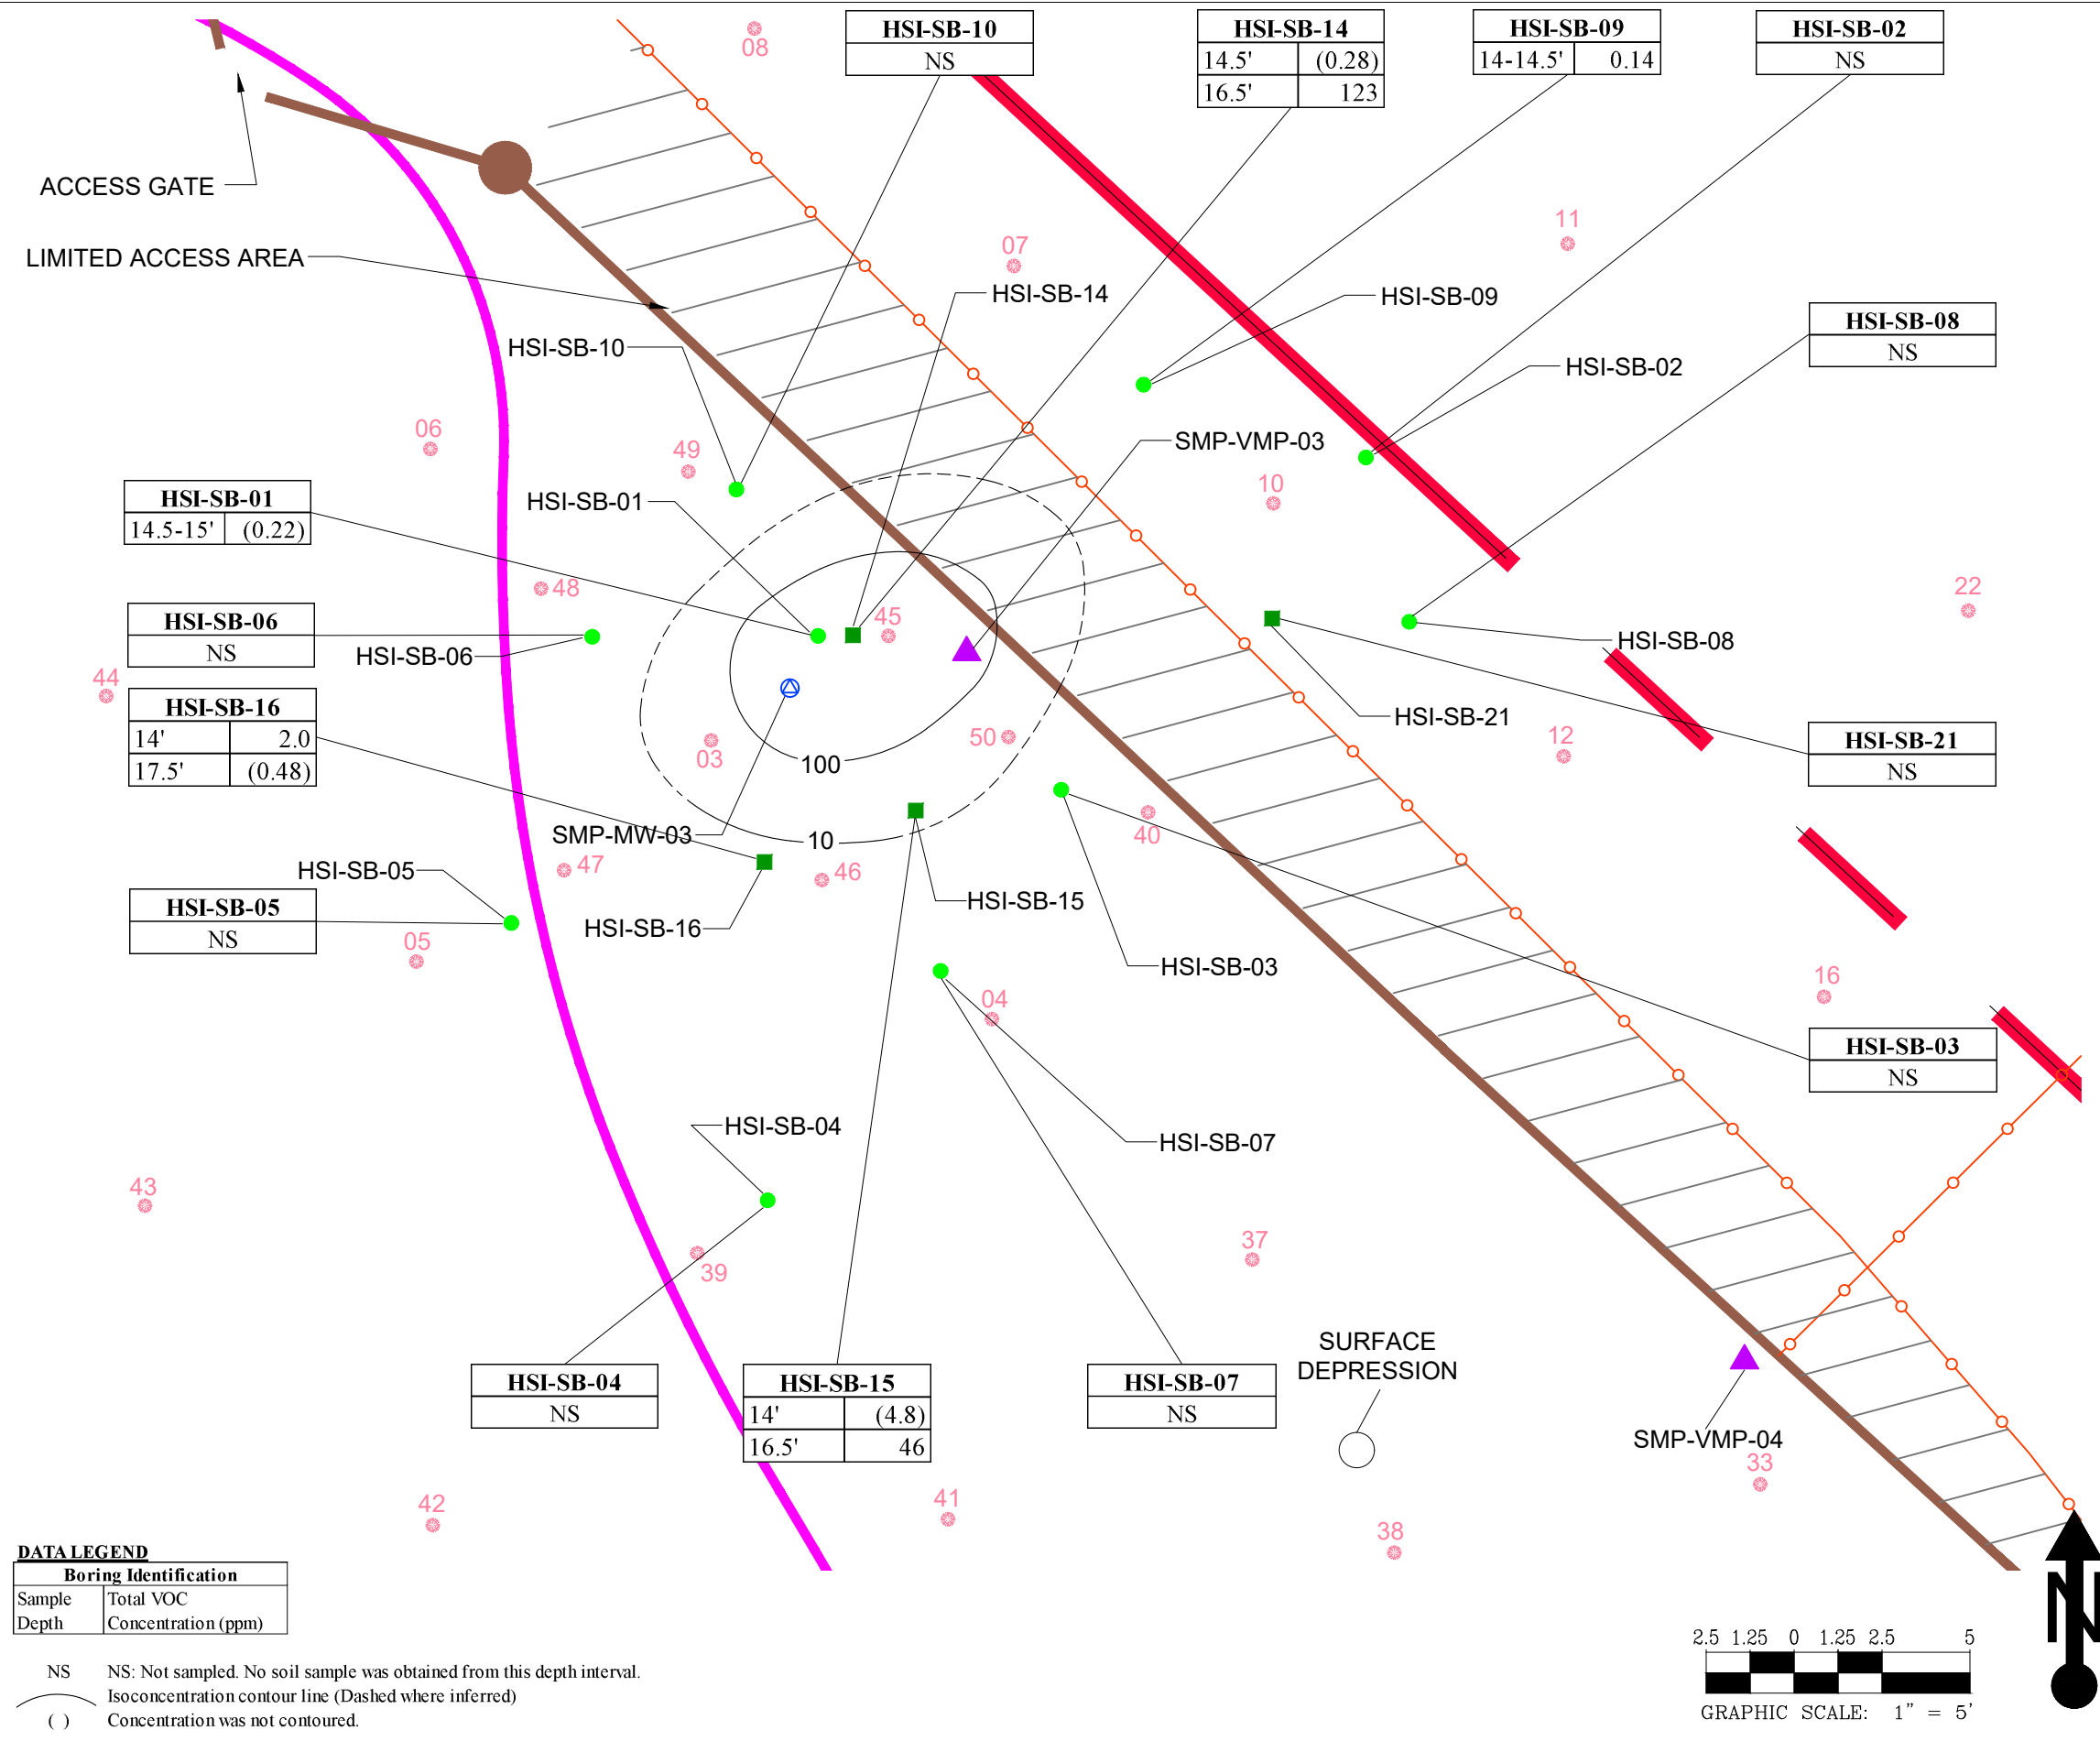 HSI-SB-10
NS
HSI-SB-14
14.5' (0.28)
16.5' 123
HSI-SB-09
14-14.5' 0.14
HSI-SB-02
NS
08
ACCESS GATE
LIMITED ACCESS AREA
07
11
HSI-SB-14
HSI-SB-09
HSI-SB-10
HSI-SB-02
HSI-SB-08
NS
06
49
SMP-VMP-03
10
HSI-SB-01
14.5-15' (0.22)
HSI-SB-01
48
45
22
HSI-SB-06
NS
HSI-SB-06
HSI-SB-08
44
HSI-SB-16
14' 2.0
17.5' (0.48)
03
50
100
HSI-SB-21
12
HSI-SB-21
NS
SMP-MW-03
10
40
HSI-SB-05
47
46
HSI-SB-05
NS
HSI-SB-16
HSI-SB-15
05
HSI-SB-03
04
16
HSI-SB-03
NS
HSI-SB-04
HSI-SB-07
43
39
37
SURFACE
DEPRESSION
HSI-SB-04
NS
HSI-SB-15
14' (4.8)
16.5' 46
HSI-SB-07
NS
SMP-VMP-04
33
42
41
38
DATA LEGEND
Boring Identification
Sample Total VOC
Depth Concentration (ppm)
NS NS: Not sampled. No soil sample was obtained from this depth interval.
Isoconcentration contour line (Dashed where inferred)
( ) Concentration was not contoured.
2.5 1.25 0 1.25 2.5 5
GRAPHIC SCALE: 1" = 5'
N